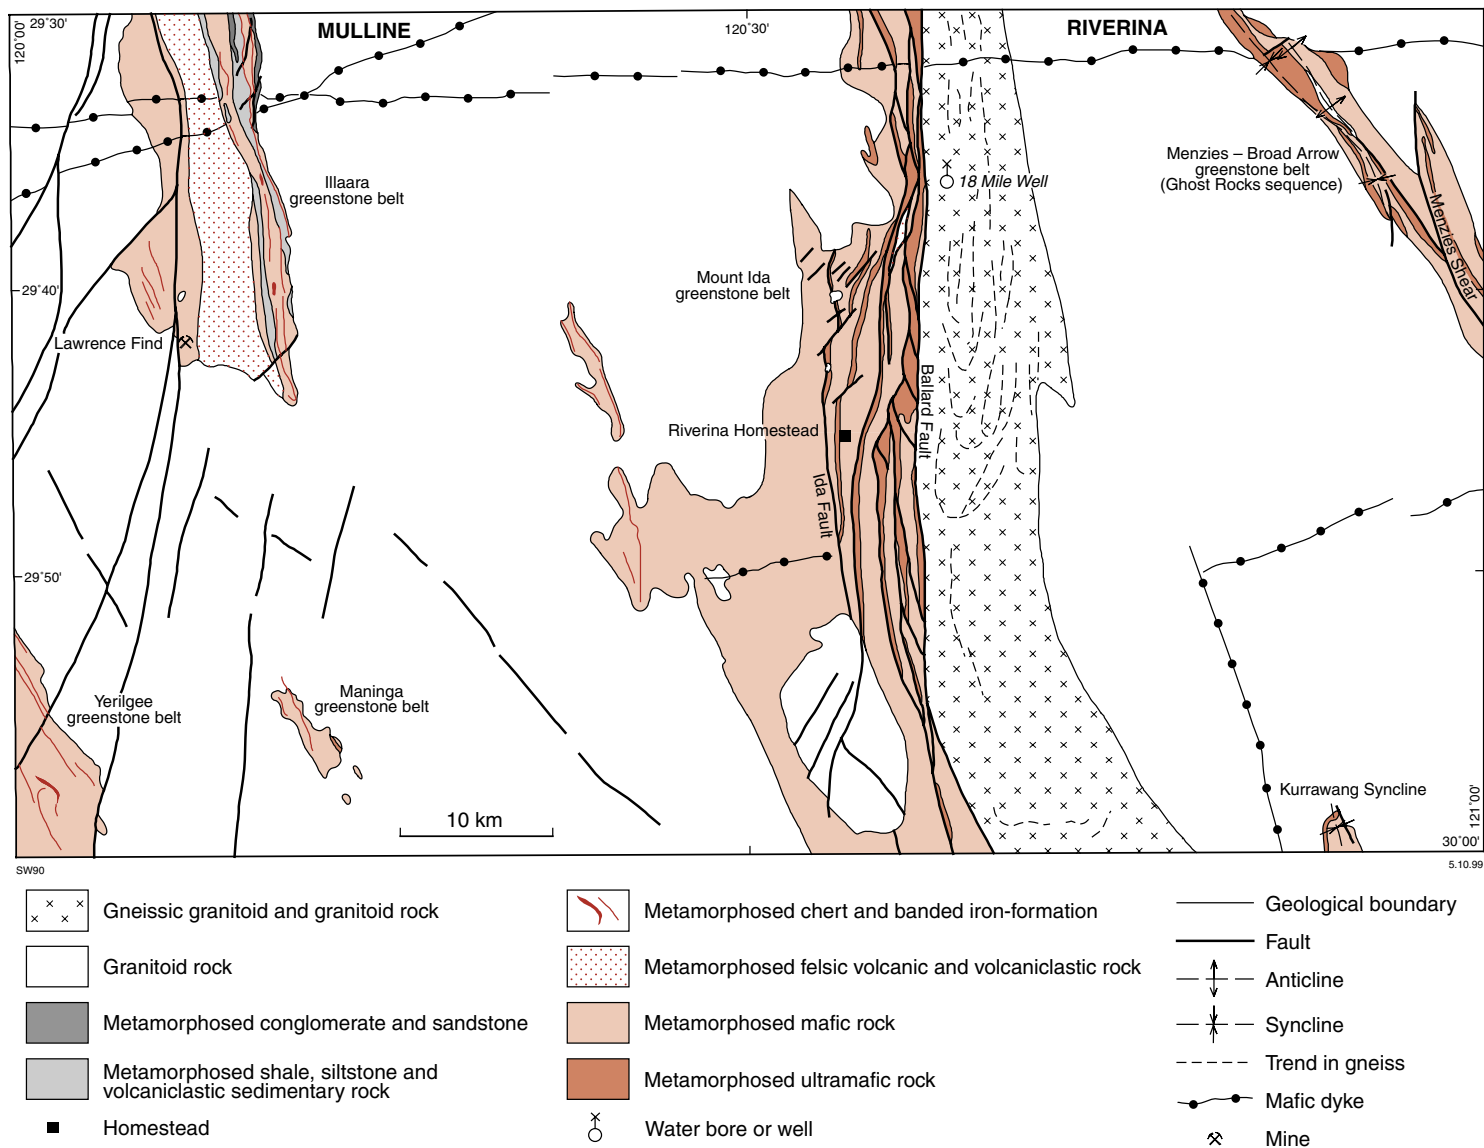 29°30'
120°00'
MULLINE
120°30'
RIVERINA
Illaara
greenstone belt
18 Mile Well
Menzies – Broad Arrow
greenstone belt
(Ghost Rocks sequence)
Menzies Shear
29°40'
Mount Ida
greenstone belt
Lawrence Find
Ballard Fault
Riverina Homestead
Ida Fault
29°50'
Yerilgee
greenstone belt
Maninga
greenstone belt
Kurrawang Syncline
121°00'
10 km
30°00'
SW90
5.10.99
Gneissic granitoid and granitoid rock
Granitoid rock
Metamorphosed conglomerate and sandstone
Metamorphosed shale, siltstone and
volcaniclastic sedimentary rock
Homestead
Metamorphosed chert and banded iron-formation
Metamorphosed felsic volcanic and volcaniclastic rock
Metamorphosed mafic rock
Metamorphosed ultramafic rock
Water bore or well
Geological boundary
Fault
Anticline
Syncline
Trend in gneiss
Mafic dyke
Mine